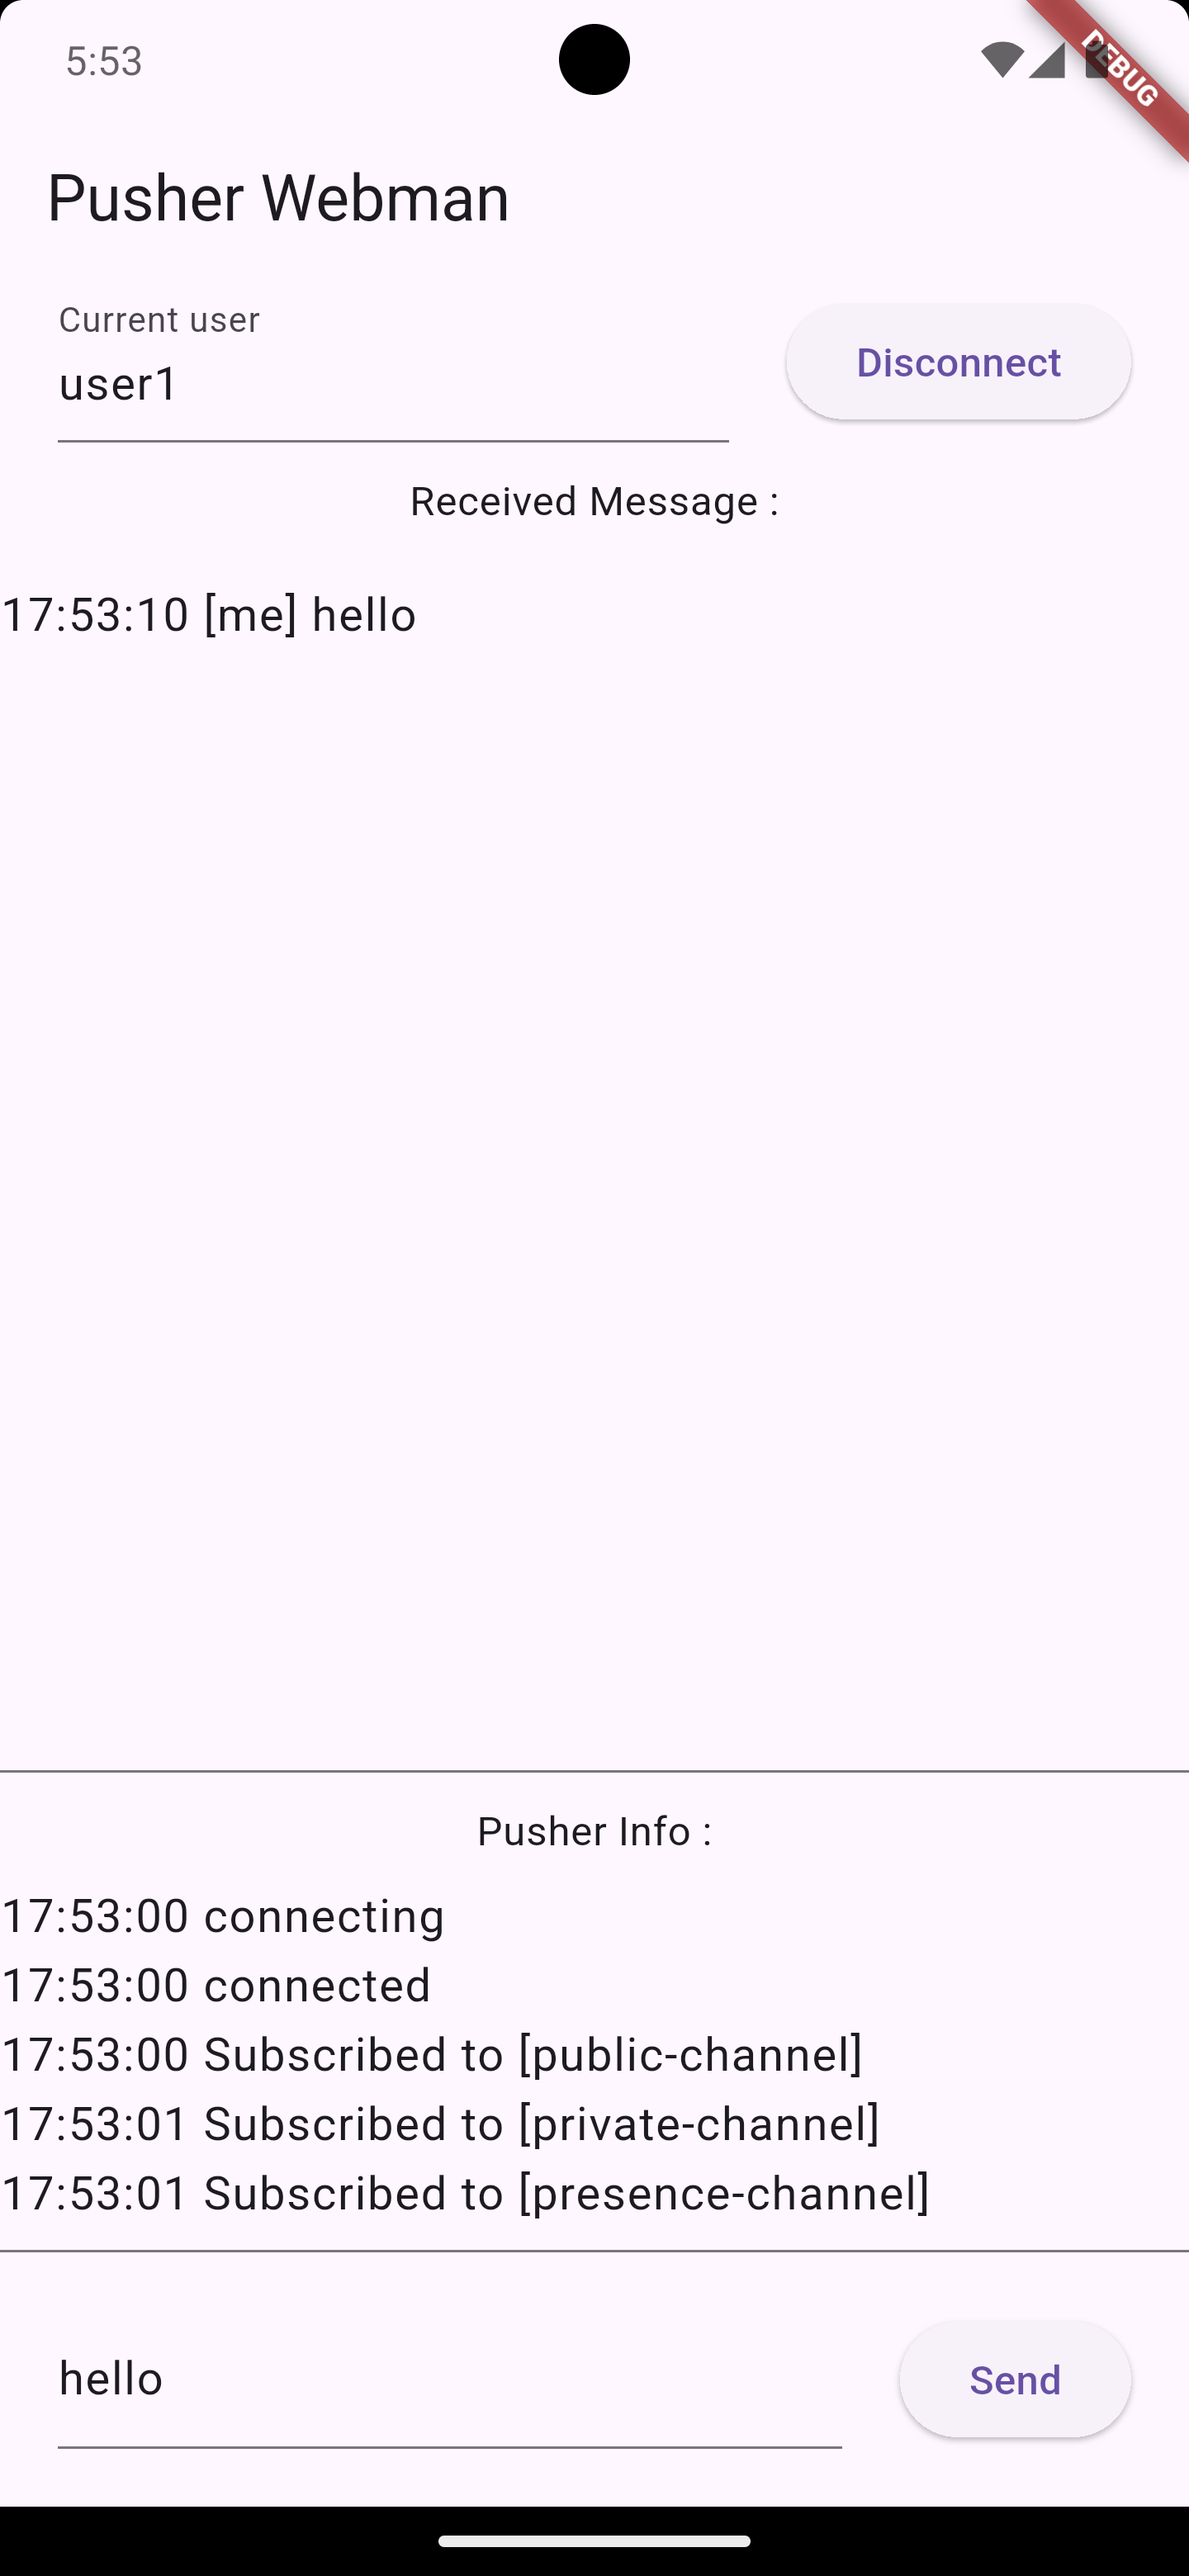 5:53
DEBUG
Pusher Webman
Current user
user1
Disconnect
Received Message :
17:53:10 [me] hello
Pusher Info :
17:53:00 connecting
17:53:00 connected
17:53:00 Subscribed to [public-channel]
17:53:01 Subscribed to [private-channel]
17:53:01 Subscribed to [presence-channel]
hello
Send